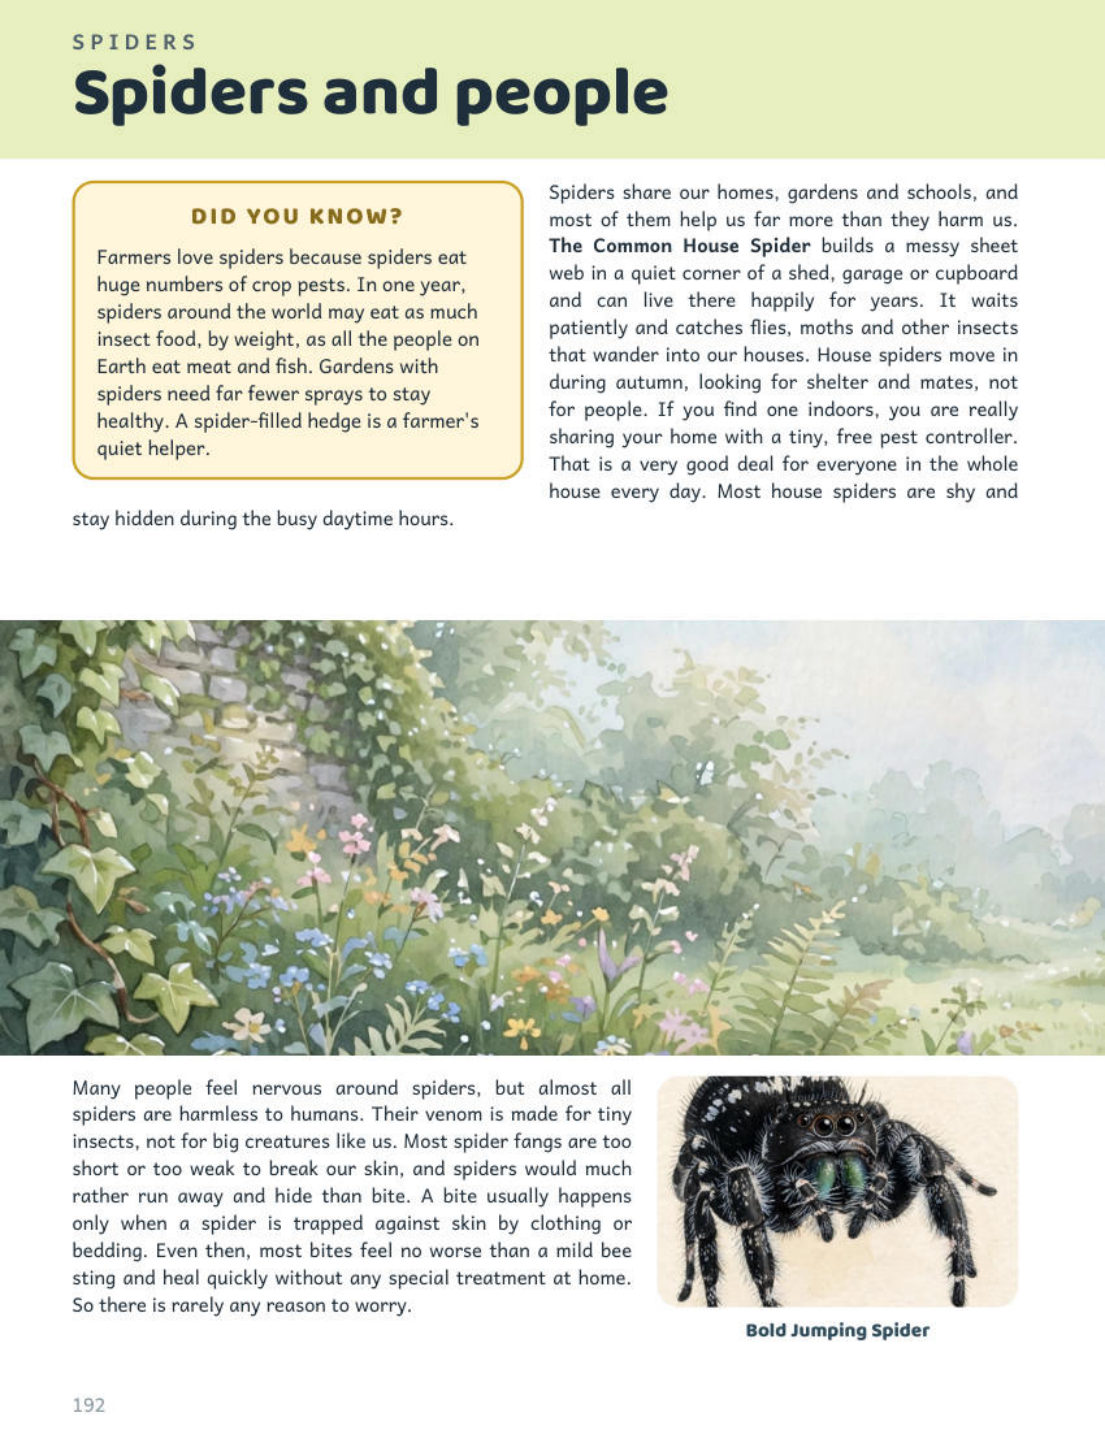 SPIDERS
Spiders and people
DID YOU KNOW?
Farmers love spiders because spiders eat
huge numbers of crop pests. In one year,
spiders around the world may eat as much
insect food, by weight, as all the people on
Earth eat meat and fish. Gardens with
spiders need far fewer sprays to stay
healthy. A spider-filled hedge is a farmer's
quiet helper.
Spiders share our homes, gardens and schools, and
most of them help us far more than they harm us.
The Common House Spider builds a messy sheet
web in a quiet corner of a shed, garage or cupboard
and can live there happily for years. It waits
patiently and catches flies, moths and other insects
that wander into our houses. House spiders move in
during autumn, looking for shelter and mates, not
for people. If you find one indoors, you are really
sharing your home with a tiny, free pest controller.
That is a very good deal for everyone in the whole
house every day. Most house spiders are shy and
stay hidden during the busy daytime hours.
Many people feel nervous around spiders, but almost all
spiders are harmless to humans. Their venom is made for tiny
insects, not for big creatures like us. Most spider fangs are too
short or too weak to break our skin, and spiders would much
rather run away and hide than bite. A bite usually happens
only when a spider is trapped against skin by clothing or
bedding. Even then, most bites feel no worse than a mild bee
sting and heal quickly without any special treatment at home.
So there is rarely any reason to worry.
Bold Jumping Spider
192